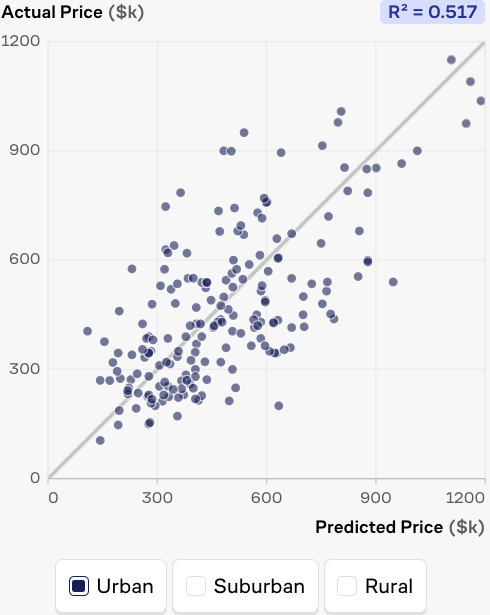 Actual Price ($k)
R² = 0.517
1200
900
600
300
0
0 300 600 900 1200
Predicted Price ($k)
Urban Suburban Rural